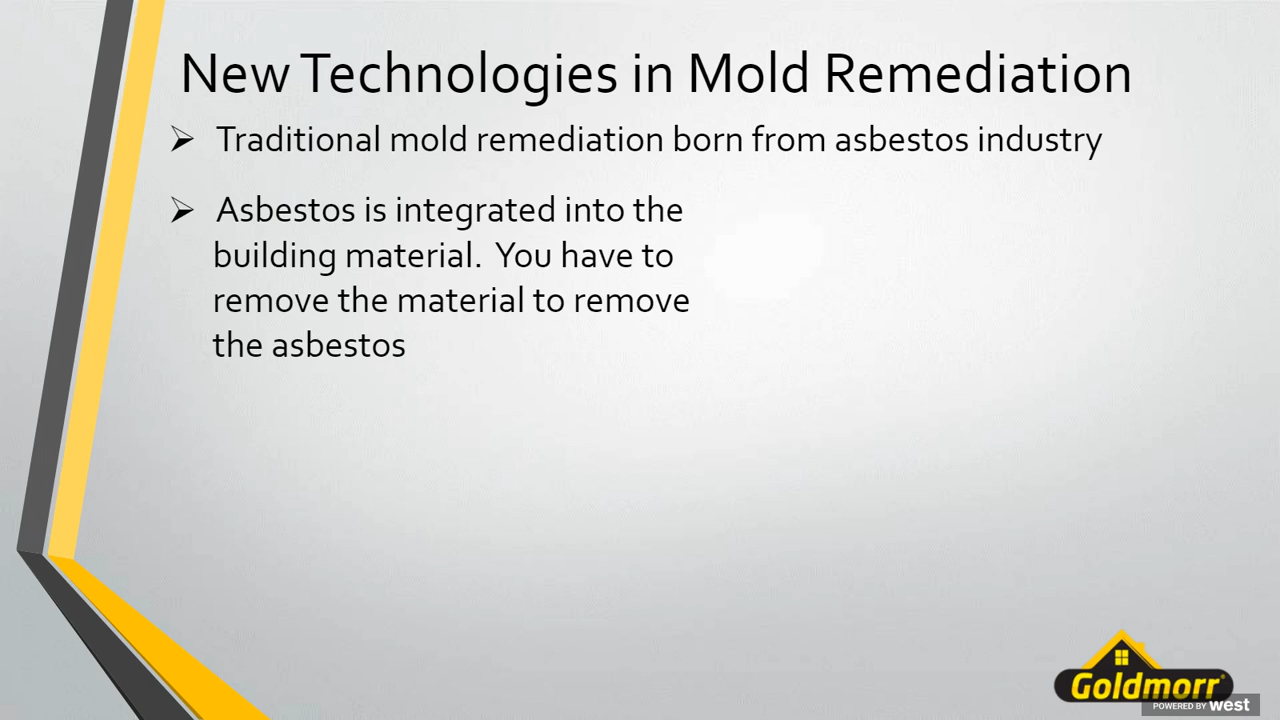 New Technologies in Mold Remediation
➢ Traditional mold remediation born from asbestos industry
➢ Asbestos is integrated into the
building material.  You have to
remove the material to remove
the asbestos
Goldmorr®
POWERED BY west